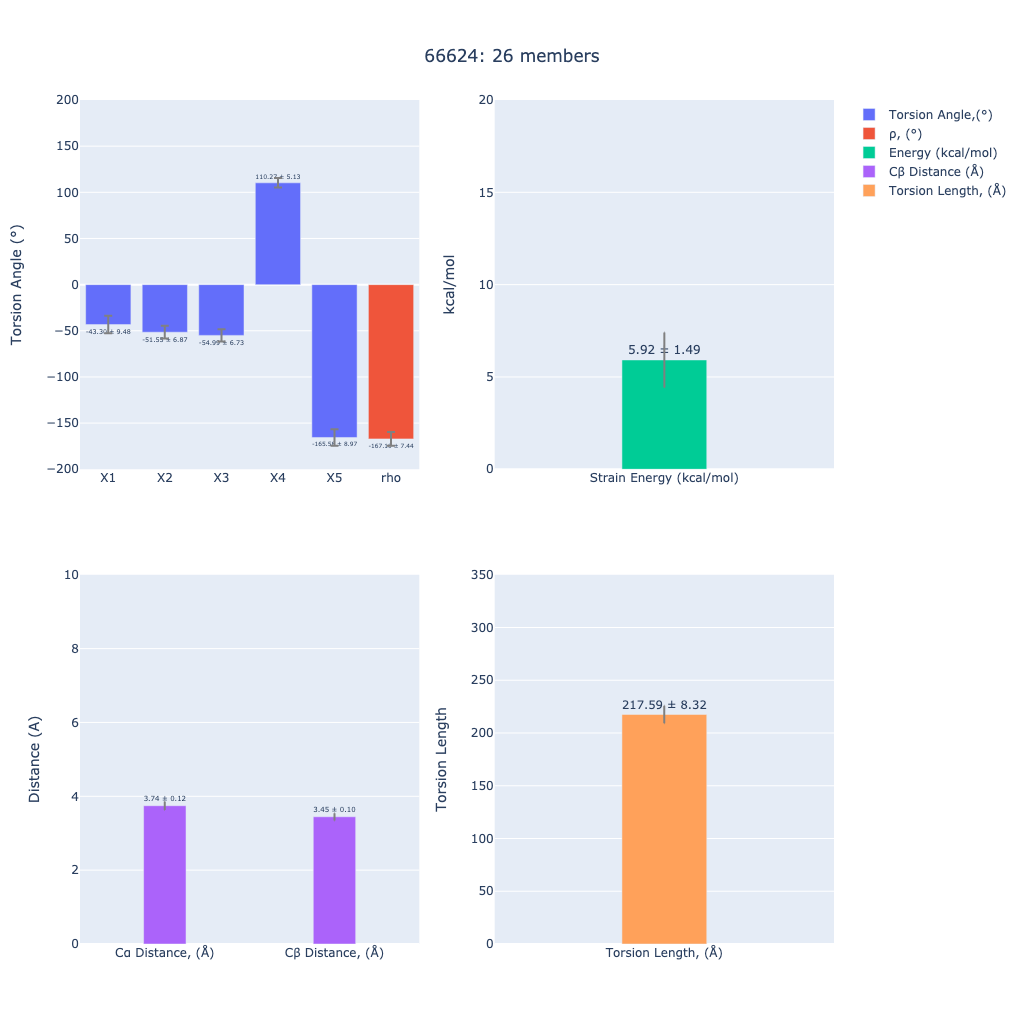 66624: 26 members
Torsion Angle (°)
200
150
100
50
0
−50
−100
−150
−200
110.27 ± 5.13
-43.30 ± 9.48
-51.55 ± 6.87
± 6.73
± 8.97
± 7.44
X1 X2 X3 X4 X5 rho
kcal/mol
20
15
10
5
0
5.92 ± 1.49
Strain Energy (kcal/mol)
Torsion Angle,(°)
ρ, (°)
Energy (kcal/mol)
Cβ Distance (Å)
Torsion Length, (Å)
Distance (A)
10
8
6
4
2
0
3.74 ± 0.12
3.45 ± 0.10
Cα Distance, (Å) Cβ Distance, (Å)
Torsion Length
350
300
250
200
150
100
50
0
217.59 ± 8.32
Torsion Length, (Å)